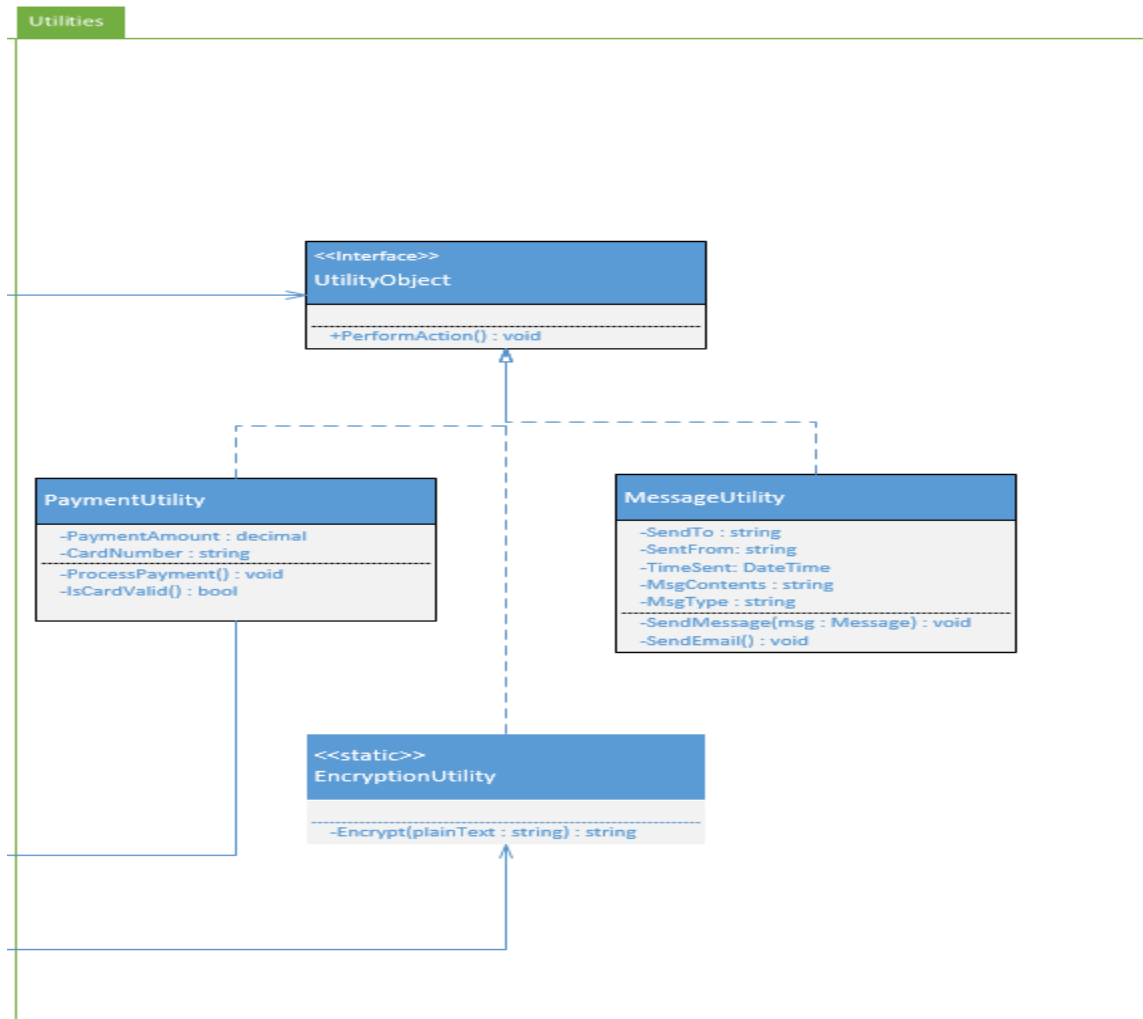 Utilities
<<Interface>>
UtilityObject
+PerformAction() : void
PaymentUtility
-PaymentAmount : decimal
-CardNumber : string
-ProcessPayment() : void
-IsCardValid() : bool
MessageUtility
-SendTo : string
-SentFrom: string
-TimeSent: DateTime
-MsgContents : string
-MsgType : string
-SendMessage(msg : Message) : void
-SendEmail() : void
<<static>>
EncryptionUtility
-Encrypt(plainText : string) : string